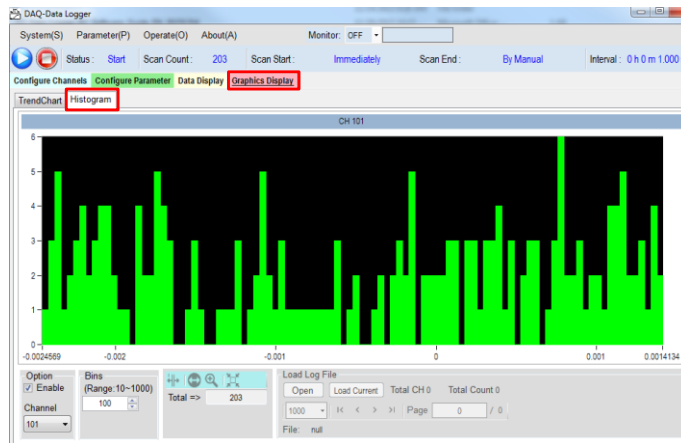 DAQ-Data Logger
System(S) Parameter(P) Operate(O) About(A) Monitor: OFF
Status : Start Scan Count : 203 Scan Start : Immediately Scan End : By Manual Interval : 0 h 0 m 1.000
Configure Channels Configure Parameter Data Display Graphics Display
TrendChart Histogram
CH 101
6
5
4
3
2
1
0
-0.0024569 -0.002 -0.001 0 0.001 0.0014134
Option Bins Load Log File
Enable (Range:10~1000) Open Load Current Total CH 0 Total Count 0
Channel 100 Total => 203 1000 Page 0 / 0
101 File: null